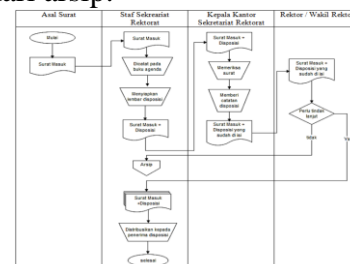 dari arsip.
Asal Surat
Staf Sekretariat
Rektorat
Kepala Kantor
Sekretariat Rektorat
Rektor / Wakil Rekto
Mulai
Surat Masuk
Surat Masuk
Dicatat pada
buku agenda
Menyiapkan
lembar disposisi
Surat Masuk +
Disposisi
Surat Masuk +
Disposisi
Memeriksa
surat
Memberi
catatan
disposisi
Surat Masuk +
Disposisi yang
sudah di isi
Surat Masuk +
Disposisi yang
sudah di isi
Perlu tindak
lanjut
tidak
Arsip
Surat Masuk
+Disposisi
Distribusikan kepada
penerima disposisi
selesai